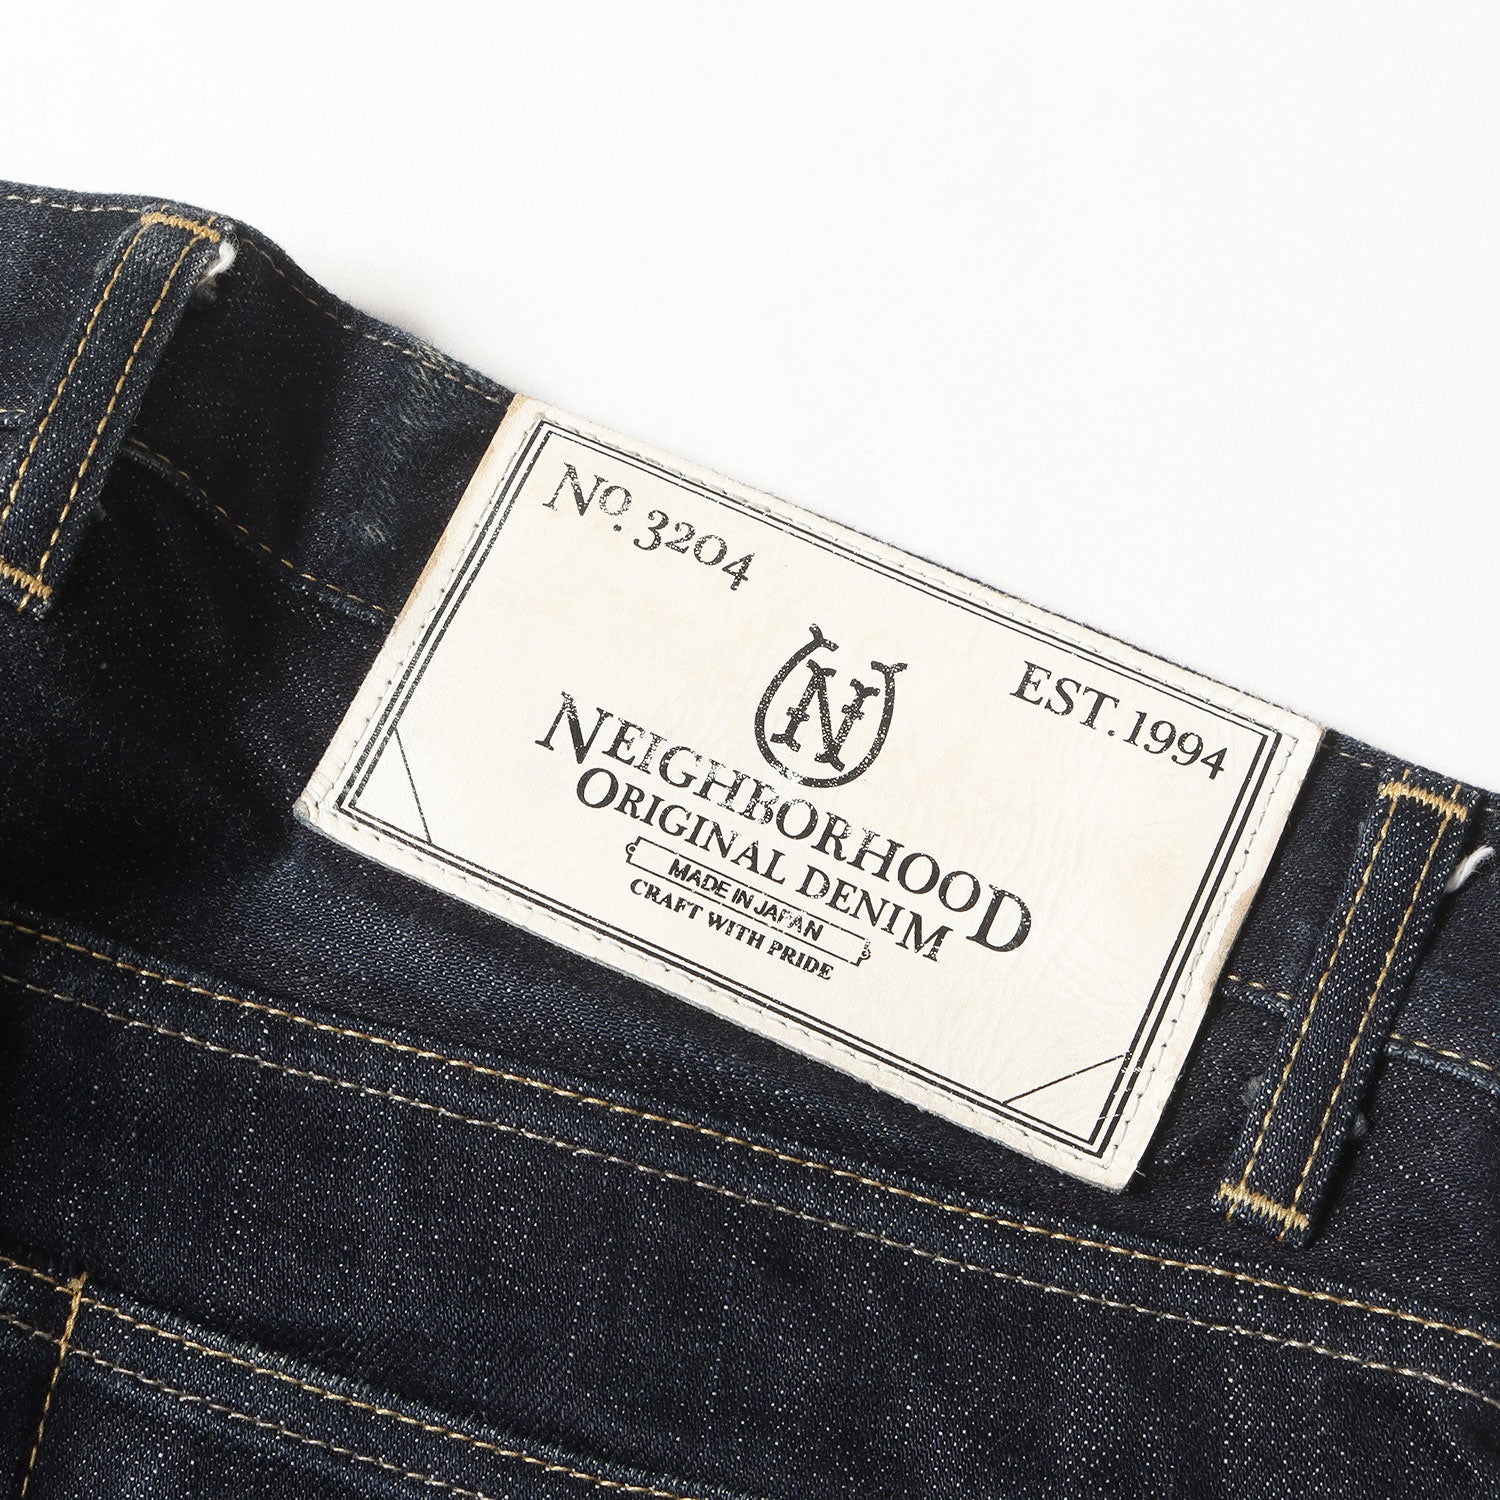 No. 3204
EST. 1994
N
NEIGHBORHOOD
ORIGINAL DENIM
MADE IN JAPAN
CRAFT WITH PRIDE